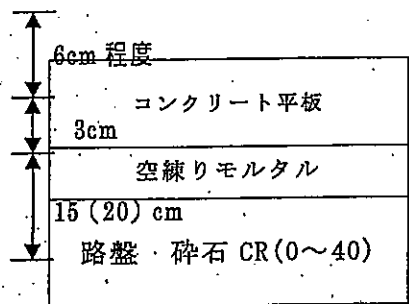 6cm 程度
コンクリート平板
3cm
空練りモルタル
15 (20) cm
路盤・砕石 CR(0～40)